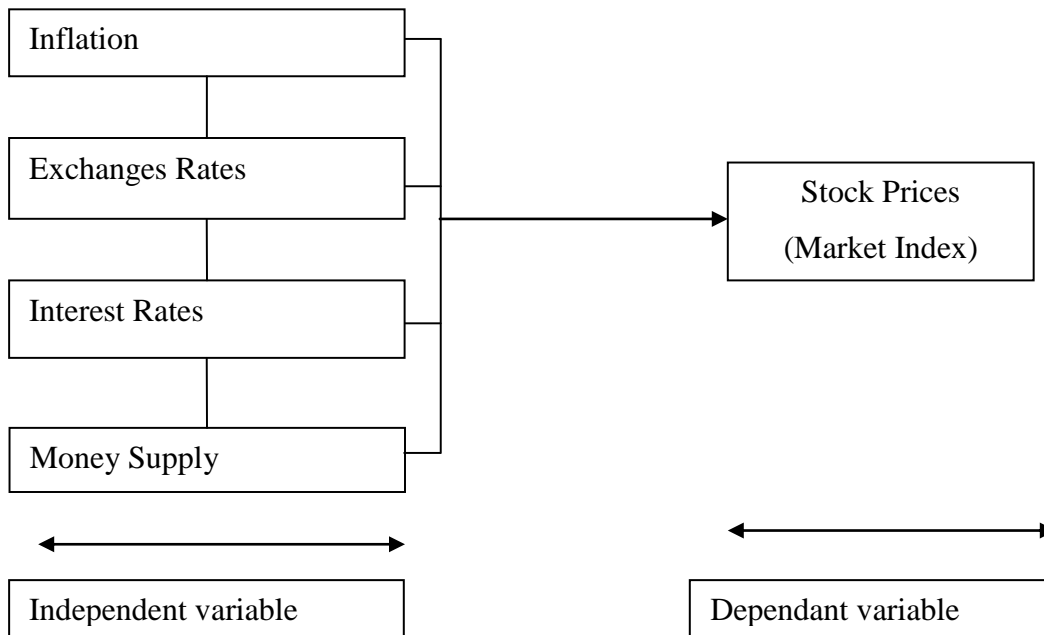 Inflation
Exchanges Rates
Interest Rates
Money Supply
Stock Prices
(Market Index)
Independent variable
Dependant variable